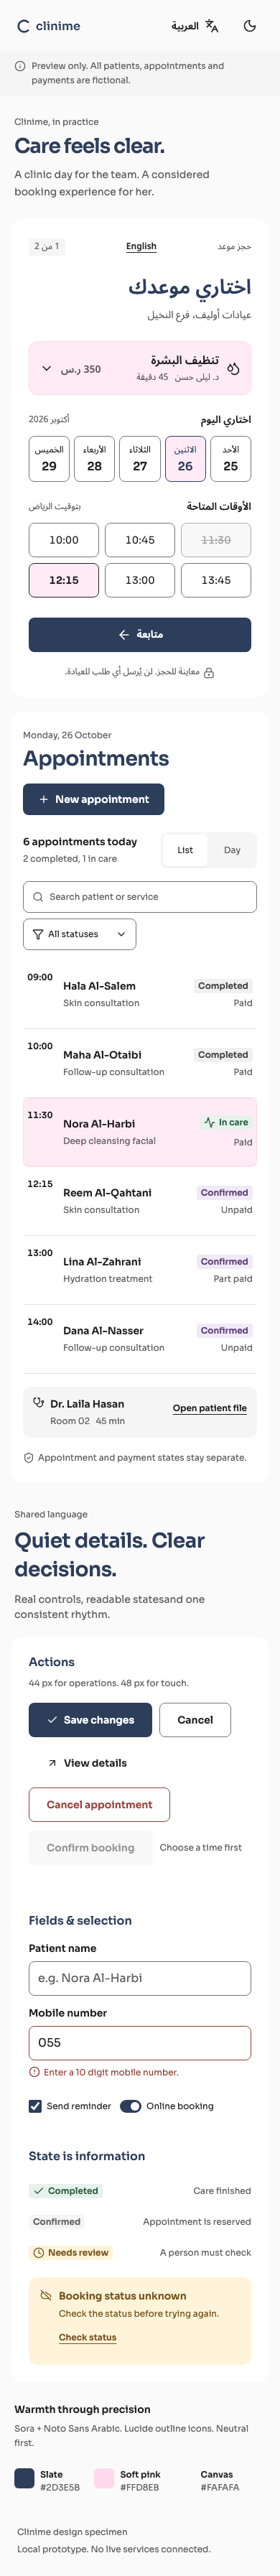 clinime
العربية
Preview only. All patients, appointments and
payments are fictional.
Clinime, in practice
Care feels clear.
A clinic day for the team. A considered
booking experience for her.
حجز موعد
English
1 من 2
اختاري موعدك
عيادات أوليف، فرع النخيل
تنظيف البشرة
د. ليلى حسن 45 دقيقة
350 ر.س
اختاري اليوم
أكتوبر 2026
الأحد
25
الاثنين
26
الثلاثاء
27
الأربعاء
28
الخميس
29
الأوقات المتاحة
بتوقيت الرياض
10:00
10:45
11:30
12:15
13:00
13:45
متابعة
معاينة للحجز. لن يُرسل أي طلب للعيادة.
Monday, 26 October
Appointments
New appointment
6 appointments today
2 completed, 1 in care
List
Day
Search patient or service
All statuses
09:00
Hala Al-Salem
Completed
Skin consultation
Paid
10:00
Maha Al-Otaibi
Completed
Follow-up consultation
Paid
11:30
Nora Al-Harbi
In care
Deep cleansing facial
Paid
12:15
Reem Al-Qahtani
Confirmed
Skin consultation
Unpaid
13:00
Lina Al-Zahrani
Confirmed
Hydration treatment
Part paid
14:00
Dana Al-Nasser
Confirmed
Follow-up consultation
Unpaid
Dr. Laila Hasan
Room 02 45 min
Open patient file
Appointment and payment states stay separate.
Shared language
Quiet details. Clear
decisions.
Real controls, readable statesand one
consistent rhythm.
Actions
44 px for operations. 48 px for touch.
Save changes
Cancel
View details
Cancel appointment
Confirm booking
Choose a time first
Fields & selection
Patient name
e.g. Nora Al-Harbi
Mobile number
055
Enter a 10 digit mobile number.
Send reminder
Online booking
State is information
Completed
Care finished
Confirmed
Appointment is reserved
Needs review
A person must check
Booking status unknown
Check the status before trying again.
Check status
Warmth through precision
Sora + Noto Sans Arabic. Lucide outline icons. Neutral
first.
Slate
#2D3E5B
Soft pink
#FFD8EB
Canvas
#FAFAFA
Clinime design specimen
Local prototype. No live services connected.